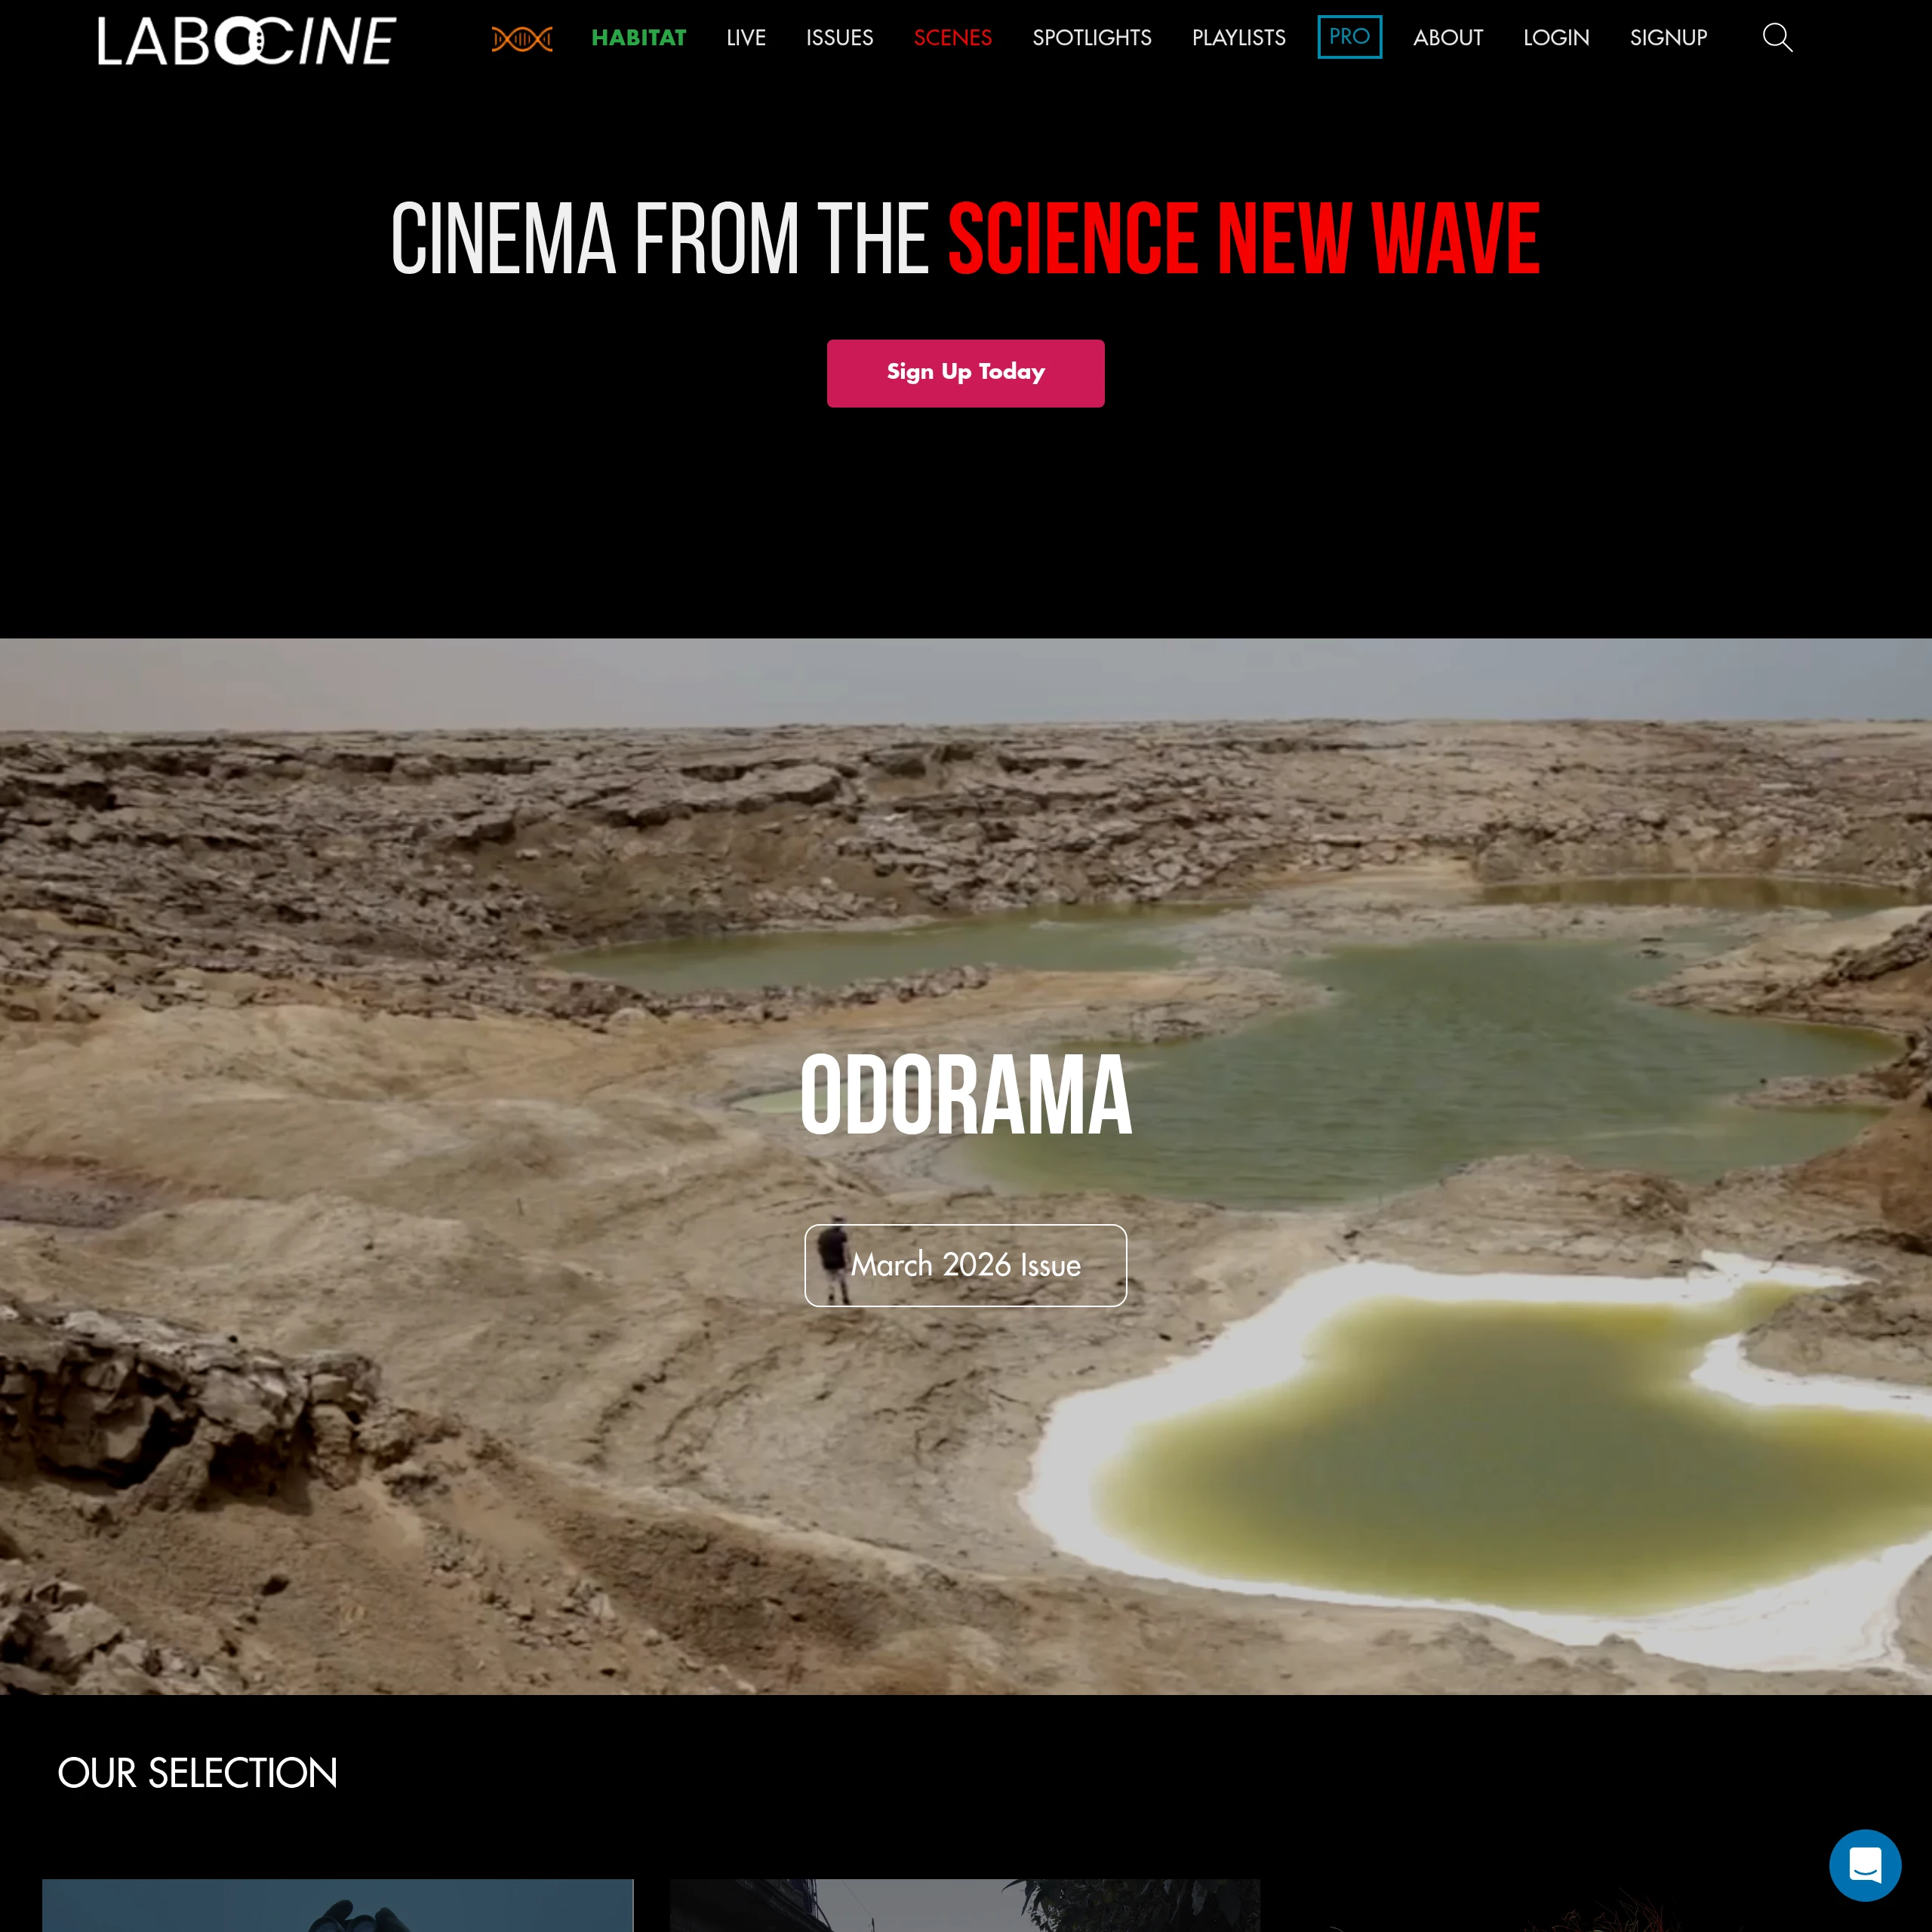 LABOCINE
HABITAT LIVE ISSUES SCENES SPOTLIGHTS PLAYLISTS PRO ABOUT LOGIN SIGNUP
CINEMA FROM THE SCIENCE NEW WAVE
Sign Up Today
ODORAMA
March 2026 Issue
OUR SELECTION